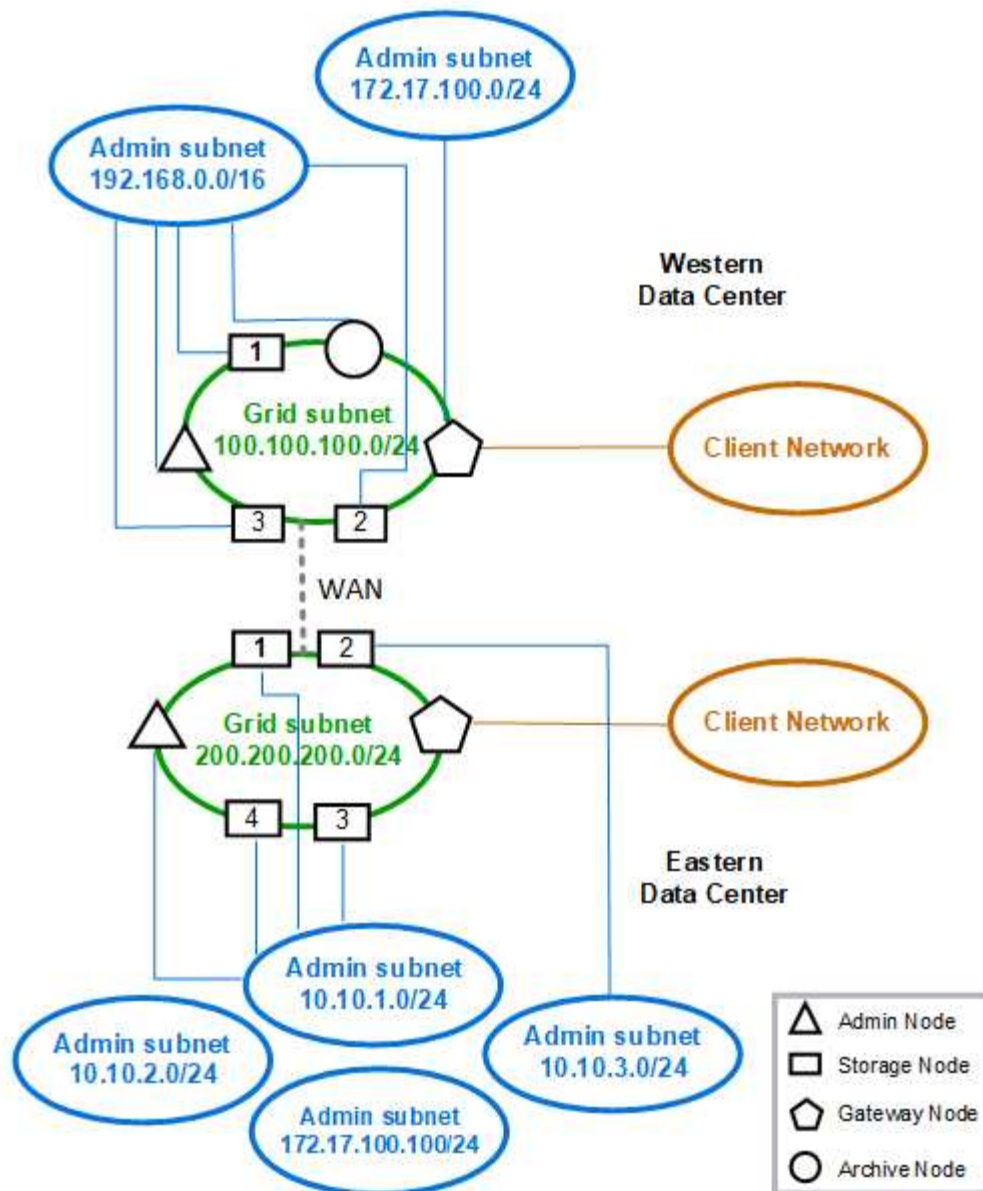 Admin subnet
172.17.100.0/24
Admin subnet
192.168.0.0/16
Western
Data Center
1
Grid subnet
100.100.100.0/24
Client Network
3
2
WAN
1
2
Grid subnet
200.200.200.0/24
Client Network
4
3
Eastern
Data Center
Admin subnet
10.10.1.0/24
Admin subnet
10.10.2.0/24
Admin subnet
10.10.3.0/24
Admin subnet
172.17.100.100/24
Admin Node
Storage Node
Gateway Node
Archive Node